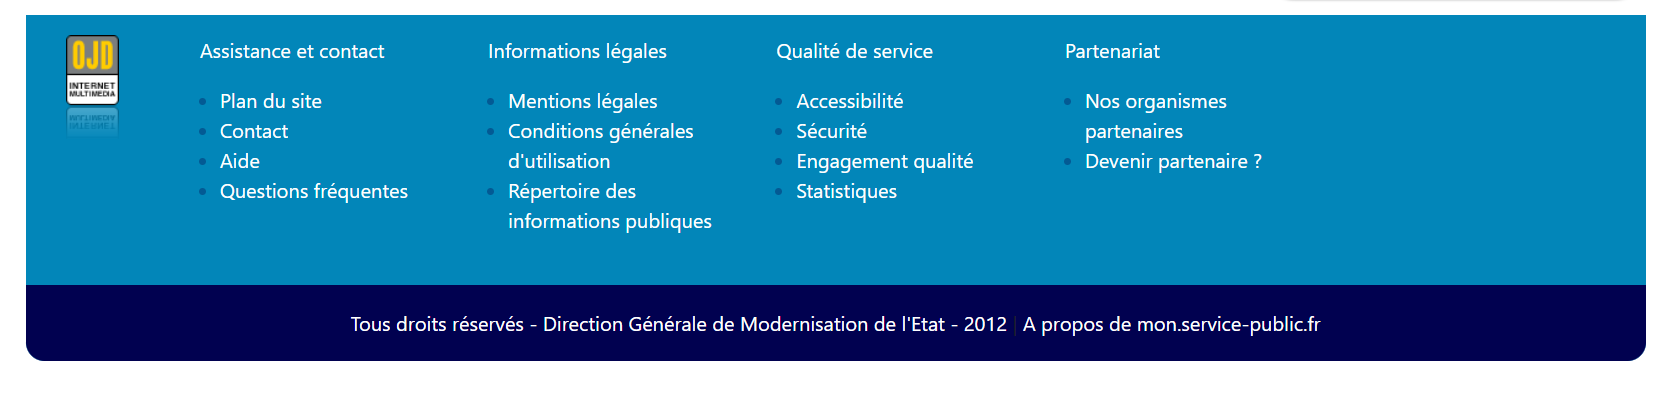 OJD
INTERNET
MULTIMEDIA
Assistance et contact
Plan du site
Contact
Aide
Questions fréquentes
Informations légales
Mentions légales
Conditions générales
d'utilisation
Répertoire des
informations publiques
Qualité de service
Accessibilité
Sécurité
Engagement qualité
Statistiques
Partenariat
Nos organismes
partenaires
Devenir partenaire ?
Tous droits réservés - Direction Générale de Modernisation de l'Etat - 2012 | A propos de mon.service-public.fr